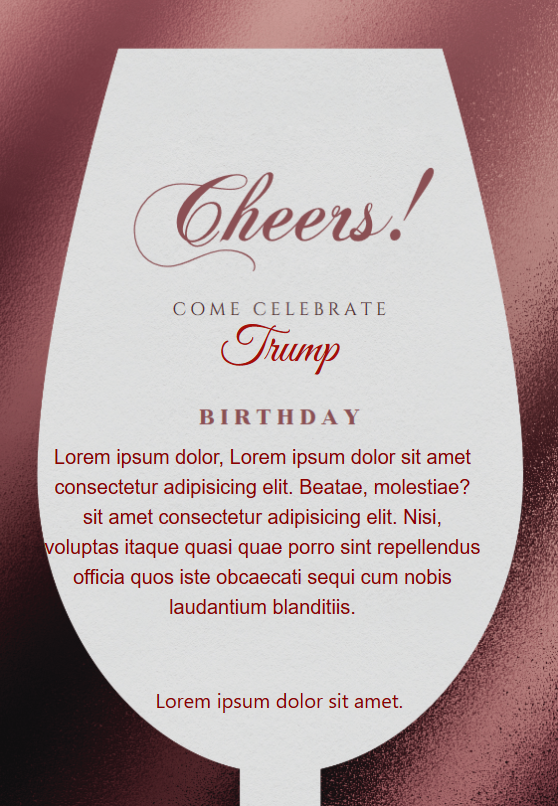 Cheers!
COME CELEBRATE
Trump
BIRTHDAY
Lorem ipsum dolor, Lorem ipsum dolor sit amet
consectetur adipisicing elit. Beatae, molestiae?
sit amet consectetur adipisicing elit. Nisi,
voluptas itaque quasi quae porro sint repellendus
officia quos iste obcaecati sequi cum nobis
laudantium blanditiis.
Lorem ipsum dolor sit amet.